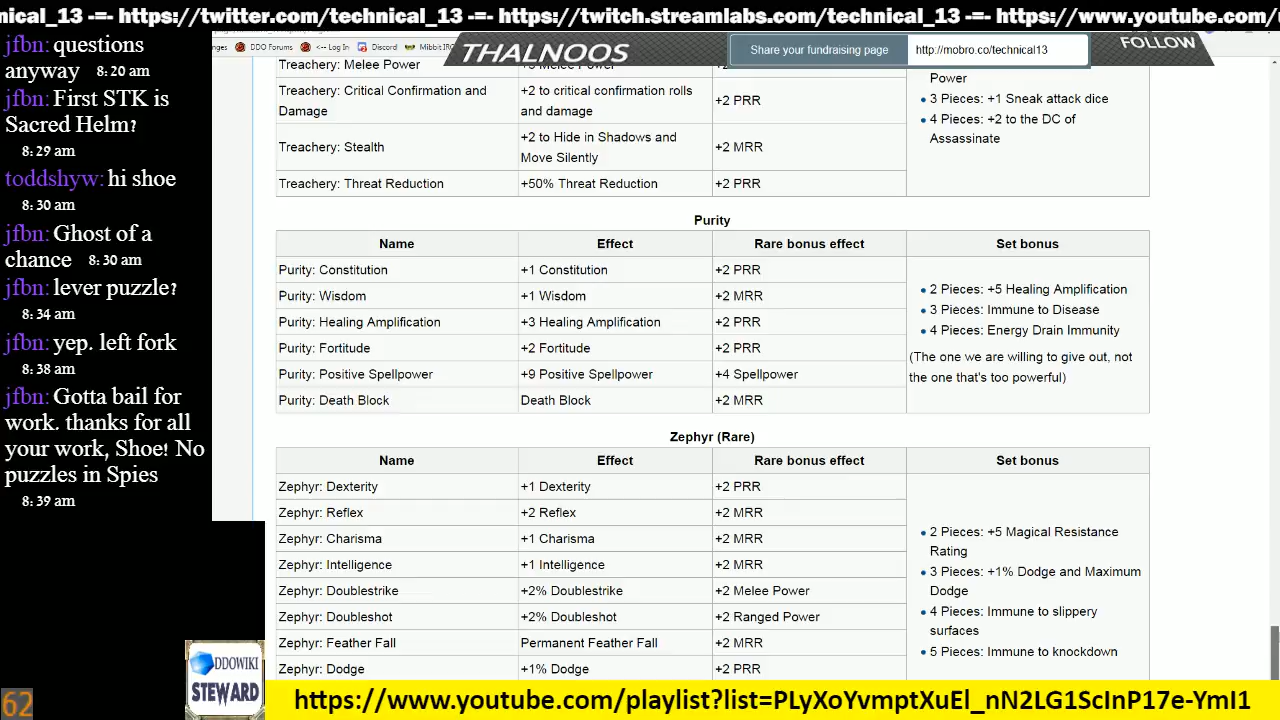 nical_13 -=- https://twitter.com/technical_13 -=- https://twitch.streamlabs.com/technical_13 -=- https://www.youtube.com/
jfbn: questions
anyway 8:20 am
jfbn: First STK is
Sacred Helm?
8:29 am
toddshyw: hi shoe
8:30 am
jfbn: Ghost of a
chance 8:30 am
jfbn: lever puzzle?
8:34 am
jfbn: yep. left fork
8:38 am
jfbn: Gotta bail for
work. thanks for all
your work, Shoe! No
puzzles in Spies
8:39 am
nges DDO Forums <-- Log In Discord Mibbit IR
THALNOOS
Share your fundraising page http://mobro.co/technical13
FOLLOW
Treachery: Melee Power
Treachery: Critical Confirmation and
Damage
+2 to critical confirmation rolls
and damage
+2 PRR
Treachery: Stealth
+2 to Hide in Shadows and
Move Silently
+2 MRR
Treachery: Threat Reduction +50% Threat Reduction +2 PRR
Power
3 Pieces: +1 Sneak attack dice
4 Pieces: +2 to the DC of
Assassinate
Purity
Name Effect Rare bonus effect Set bonus
Purity: Constitution +1 Constitution +2 PRR
Purity: Wisdom +1 Wisdom +2 MRR
Purity: Healing Amplification +3 Healing Amplification +2 PRR
Purity: Fortitude +2 Fortitude +2 PRR
Purity: Positive Spellpower +9 Positive Spellpower +4 Spellpower
Purity: Death Block Death Block +2 MRR
2 Pieces: +5 Healing Amplification
3 Pieces: Immune to Disease
4 Pieces: Energy Drain Immunity
(The one we are willing to give out, not
the one that's too powerful)
Zephyr (Rare)
Name Effect Rare bonus effect Set bonus
Zephyr: Dexterity +1 Dexterity +2 PRR
Zephyr: Reflex +2 Reflex +2 MRR
Zephyr: Charisma +1 Charisma +2 MRR
Zephyr: Intelligence +1 Intelligence +2 MRR
Zephyr: Doublestrike +2% Doublestrike +2 Melee Power
Zephyr: Doubleshot +2% Doubleshot +2 Ranged Power
Zephyr: Feather Fall Permanent Feather Fall +2 MRR
Zephyr: Dodge +1% Dodge +2 PRR
2 Pieces: +5 Magical Resistance
Rating
3 Pieces: +1% Dodge and Maximum
Dodge
4 Pieces: Immune to slippery
surfaces
5 Pieces: Immune to knockdown
DDOWIKI
STEWARD
62
https://www.youtube.com/playlist?list=PLyXoYvmptXuEl_nN2LG1ScInP17e-YmI1